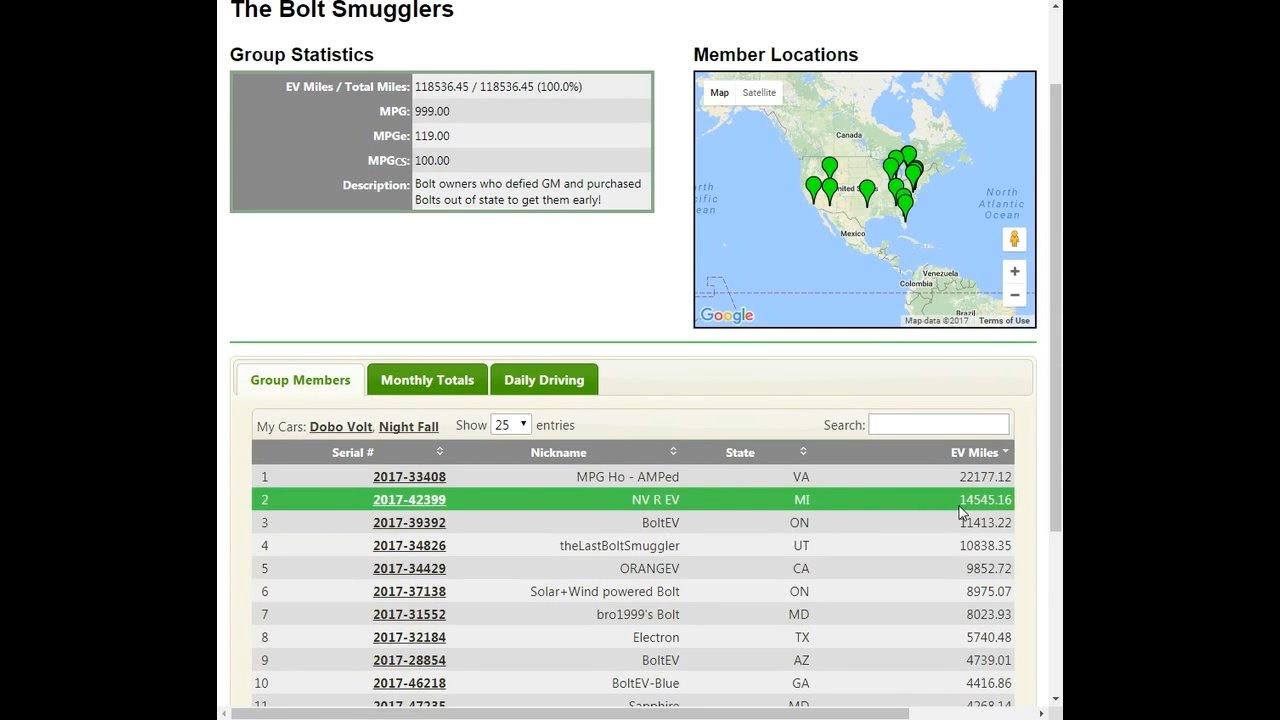 The Bolt Smugglers
Group Statistics
EV Miles / Total Miles: 118536.45 / 118536.45 (100.0%)
MPG: 999.00
MPGe: 119.00
MPGCS: 100.00
Description: Bolt owners who defied GM and purchased
Bolts out of state to get them early!
Member Locations
Map Satellite
Canada
United S
Mexico
North
Atlantic
Ocean
Venezuela
Colombia
Brazil
Google
Map data ©2017 Terms of Use
Group Members Monthly Totals Daily Driving
My Cars: Dobo Volt, Night Fall Show 25 entries Search:
Serial # Nickname State EV Miles
1 2017-33408 MPG Ho - AMPed VA 22177.12
2 2017-42399 NV R EV MI 14545.16
3 2017-39392 BoltEV ON 11413.22
4 2017-34826 theLastBoltSmuggler UT 10838.35
5 2017-34429 ORANGEV CA 9852.72
6 2017-37138 Solar+Wind powered Bolt ON 8975.07
7 2017-31552 bro1999's Bolt MD 8023.93
8 2017-32184 Electron TX 5740.48
9 2017-28854 BoltEV AZ 4739.01
10 2017-46218 BoltEV-Blue GA 4416.86
11 2017-47235 Sapphire MD 4268.14